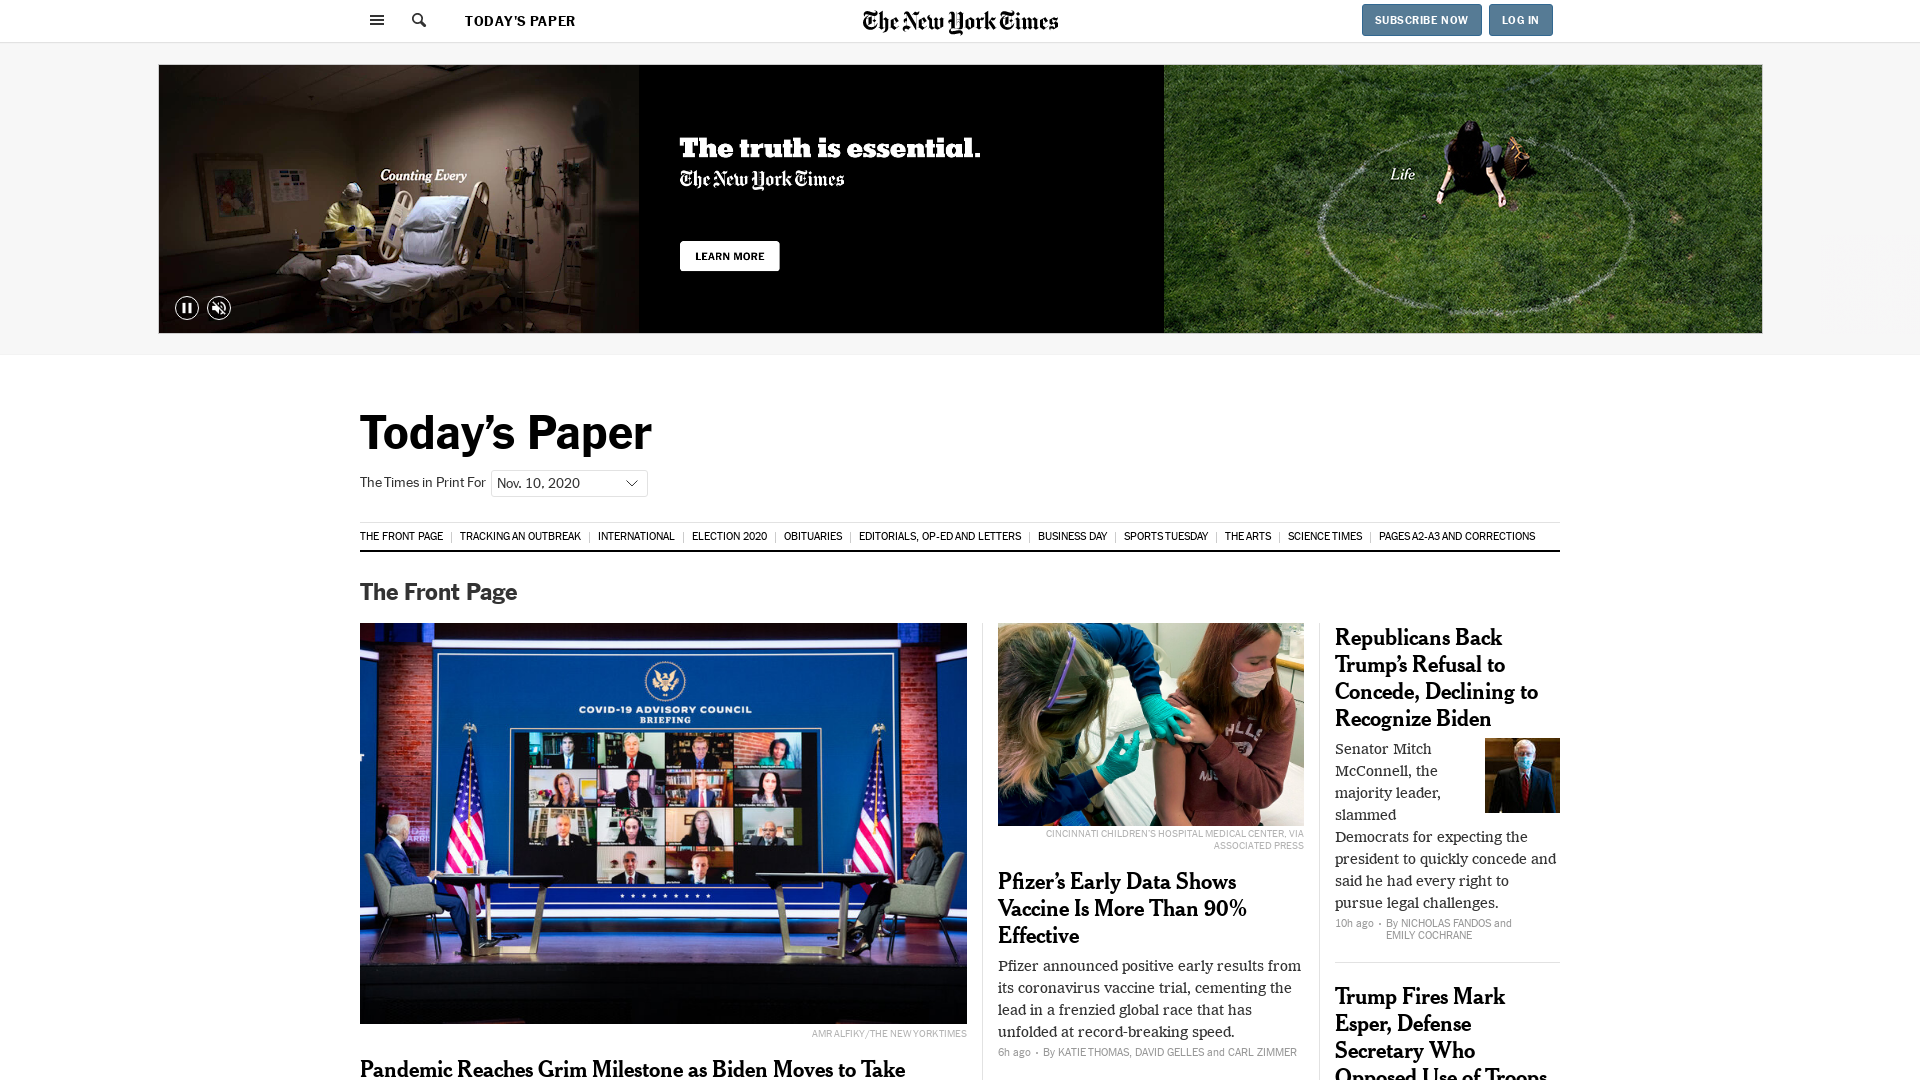 TODAY'S PAPER
The New York Times
SUBSCRIBE NOW
LOG IN
Counting Every
The truth is essential.
The New York Times
LEARN MORE
Life
Today's Paper
The Times in Print For
Nov. 10, 2020
THE FRONT PAGE
TRACKING AN OUTBREAK
INTERNATIONAL
ELECTION 2020
OBITUARIES
EDITORIALS, OP-ED AND LETTERS
BUSINESS DAY
SPORTS TUESDAY
THE ARTS
SCIENCE TIMES
PAGES A2-A3 AND CORRECTIONS
The Front Page
COVID-19 ADVISORY COUNCIL
BRIEFING
AMR ALFIKY/THE NEW YORK TIMES
Pandemic Reaches Grim Milestone as Biden Moves to Take
CINCINNATI CHILDREN'S HOSPITAL MEDICAL CENTER, VIA
ASSOCIATED PRESS
Pfizer's Early Data Shows
Vaccine Is More Than 90%
Effective
Pfizer announced positive early results from
its coronavirus vaccine trial, cementing the
lead in a frenzied global race that has
unfolded at record-breaking speed.
6h ago • By KATIE THOMAS, DAVID GELLES and CARL ZIMMER
Republicans Back
Trump's Refusal to
Concede, Declining to
Recognize Biden
Senator Mitch
McConnell, the
majority leader,
slammed
Democrats for expecting the
president to quickly concede and
said he had every right to
pursue legal challenges.
10h ago • By NICHOLAS FANDOS and
EMILY COCHRANE
Trump Fires Mark
Esper, Defense
Secretary Who
Opposed Use of Troops